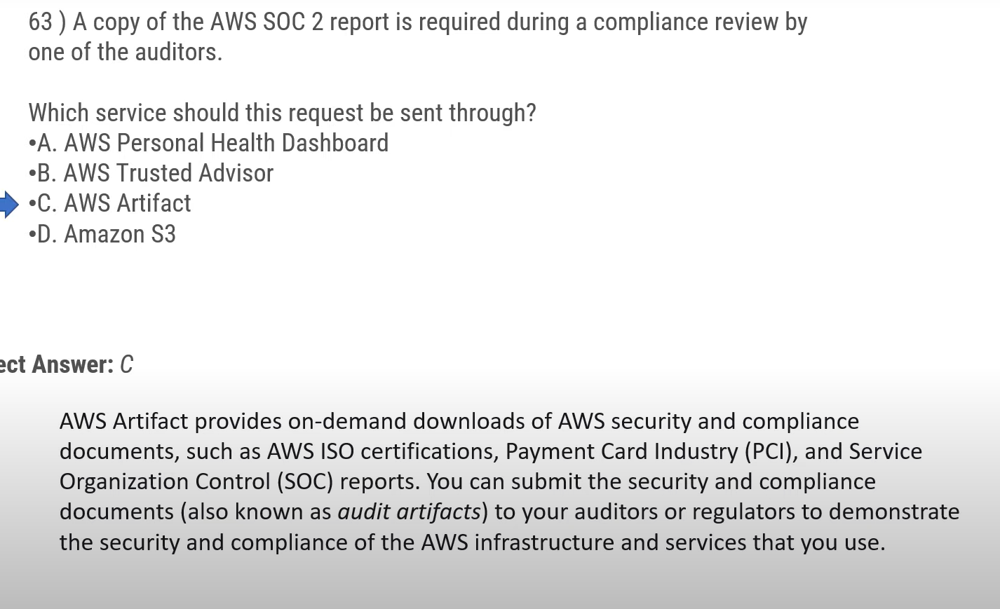 63 ) A copy of the AWS SOC 2 report is required during a compliance review by
one of the auditors.
Which service should this request be sent through?
•A. AWS Personal Health Dashboard
•B. AWS Trusted Advisor
•C. AWS Artifact
•D. Amazon S3
ect Answer: C
AWS Artifact provides on-demand downloads of AWS security and compliance
documents, such as AWS ISO certifications, Payment Card Industry (PCI), and Service
Organization Control (SOC) reports. You can submit the security and compliance
documents (also known as audit artifacts) to your auditors or regulators to demonstrate
the security and compliance of the AWS infrastructure and services that you use.